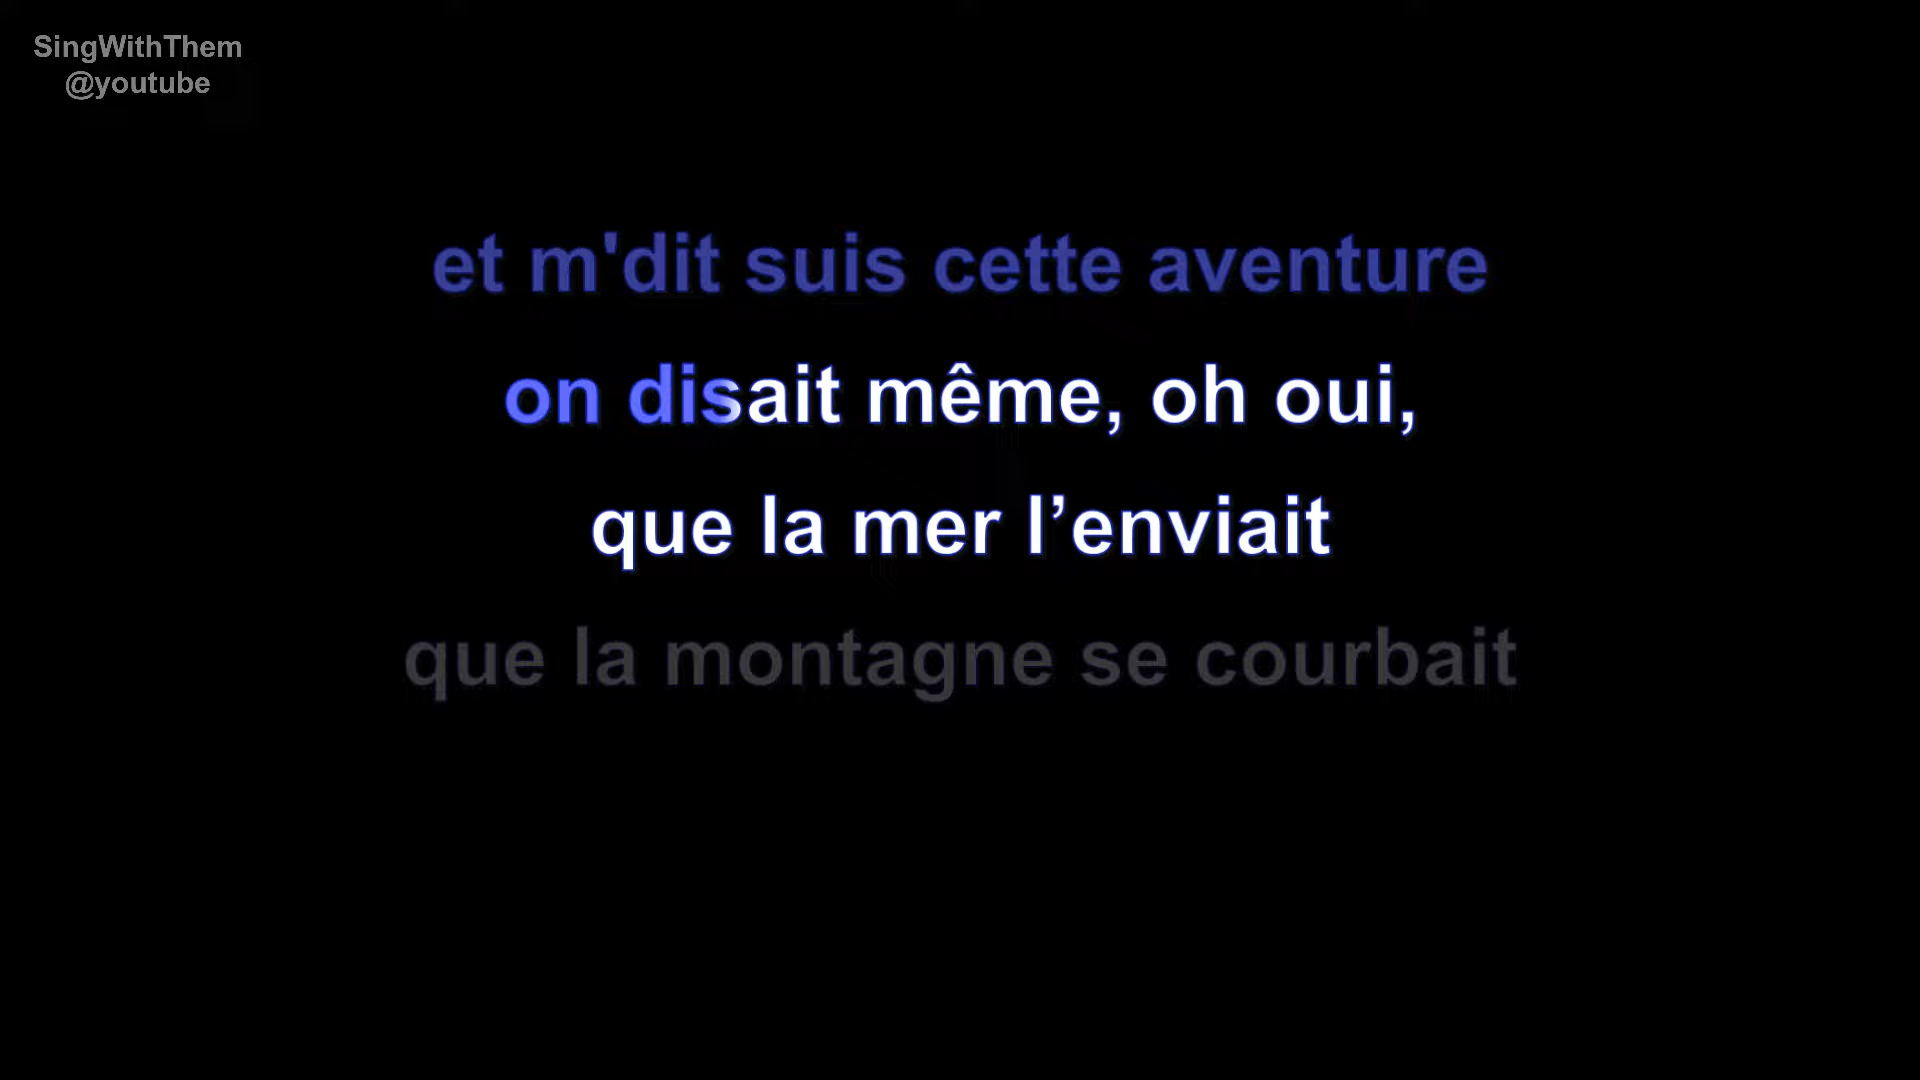 SingWithThem
@youtube
et m'dit suis cette aventure
on disait même, oh oui,
que la mer l’enviait
que la montagne se courbait